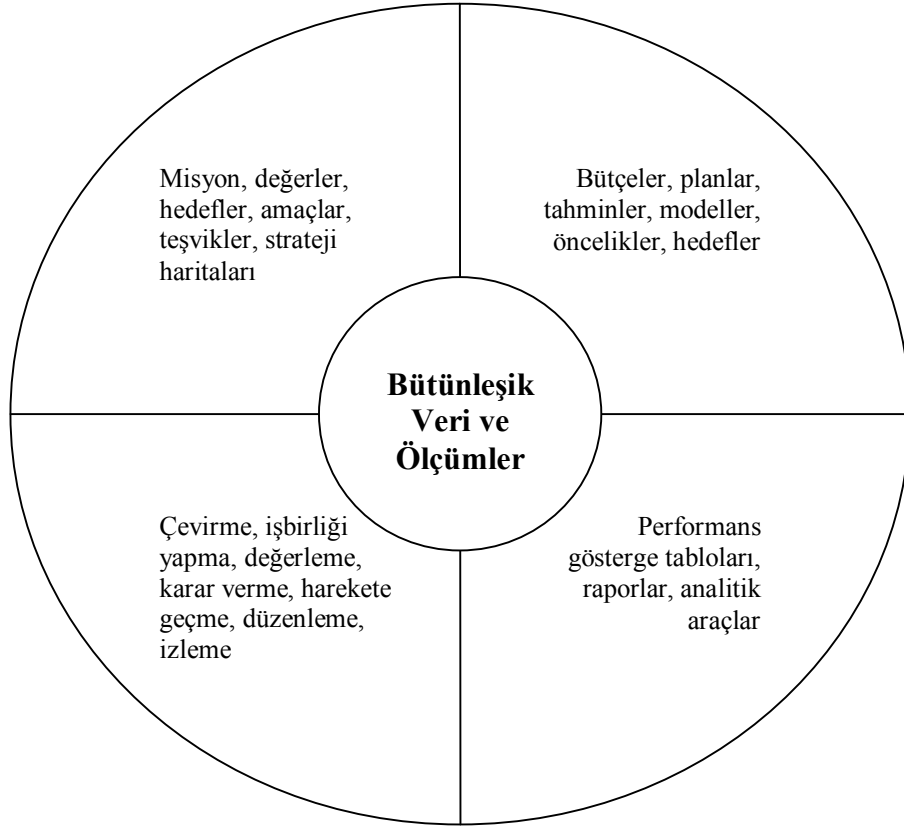 Misyon, değerler,
hedefler, amaçlar,
teşvikler, strateji
haritaları
Bütçeler, planlar,
tahminler, modeller,
öncelikler, hedefler
Bütünleşik
Veri ve
Ölçümler
Çevirme, işbirliği
yapma, değerleme,
karar verme, harekete
geçme, düzenleme,
izleme
Performans
gösterge tabloları,
raporlar, analitik
araçlar